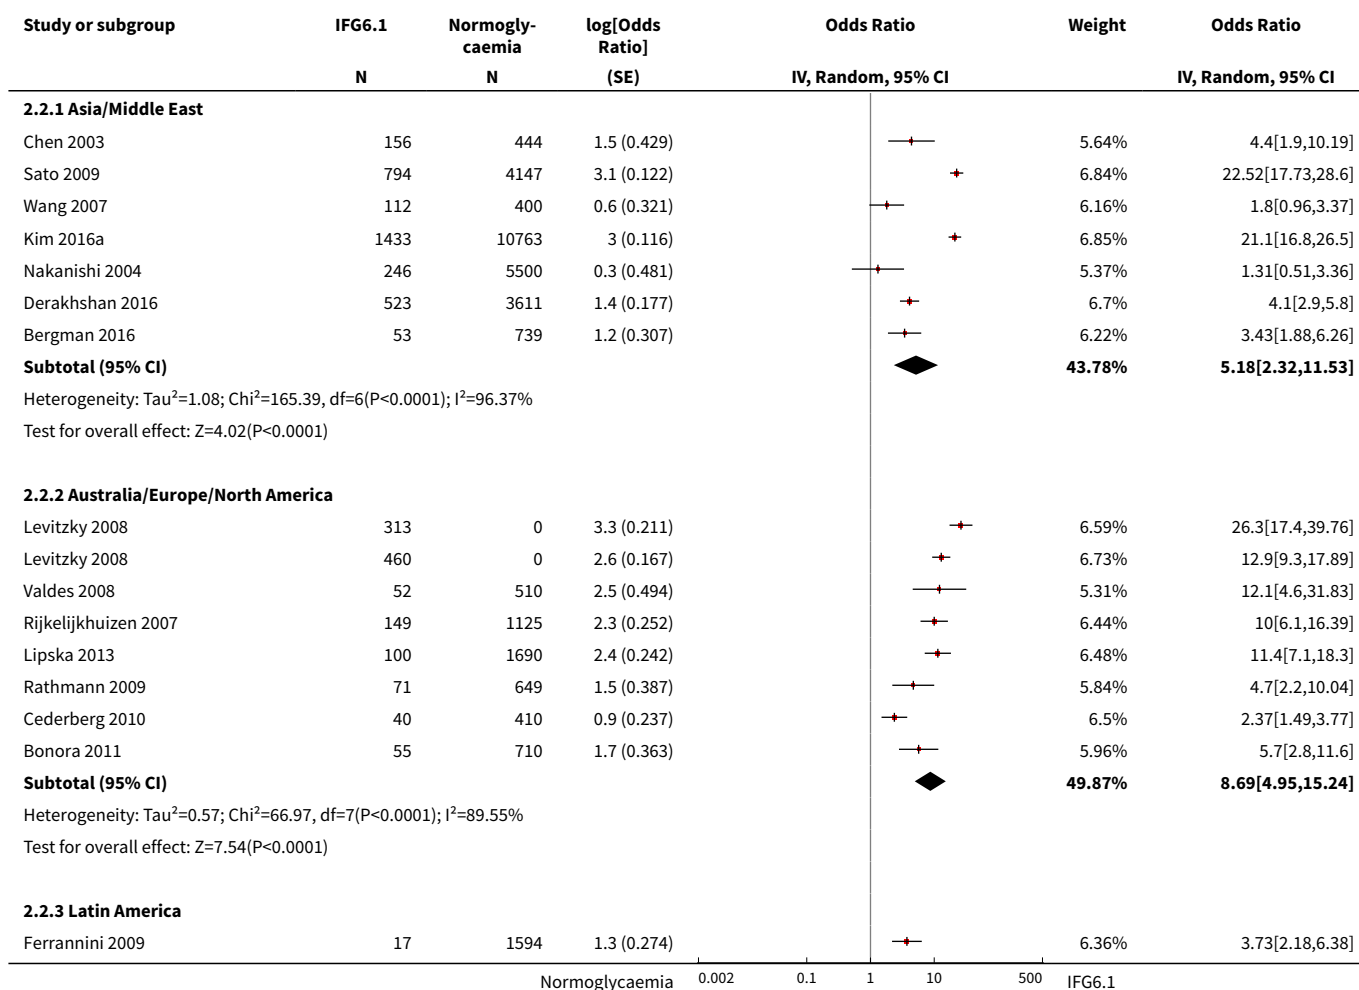 Study or subgroup IFG6.1 Normogly- log[Odds Odds Ratio Weight Odds Ratio
caemia Ratio]
N N (SE) IV, Random, 95% CI IV, Random, 95% CI
2.2.1 Asia/Middle East
Chen 2003 156 444 1.5 (0.429) 5.64% 4.4[1.9,10.19]
Sato 2009 794 4147 3.1 (0.122) 6.84% 22.52[17.73,28.6]
Wang 2007 112 400 0.6 (0.321) 6.16% 1.8[0.96,3.37]
Kim 2016a 1433 10763 3 (0.116) 6.85% 21.1[16.8,26.5]
Nakanishi 2004 246 5500 0.3 (0.481) 5.37% 1.31[0.51,3.36]
Derakhshan 2016 523 3611 1.4 (0.177) 6.7% 4.1[2.9,5.8]
Bergman 2016 53 739 1.2 (0.307) 6.22% 3.43[1.88,6.26]
Subtotal (95% CI) 43.78% 5.18[2.32,11.53]
Heterogeneity: Tau²=1.08; Chi²=165.39, df=6(P<0.0001); I²=96.37%
Test for overall effect: Z=4.02(P<0.0001)
2.2.2 Australia/Europe/North America
Levitzky 2008 313 0 3.3 (0.211) 6.59% 26.3[17.4,39.76]
Levitzky 2008 460 0 2.6 (0.167) 6.73% 12.9[9.3,17.89]
Valdes 2008 52 510 2.5 (0.494) 5.31% 12.1[4.6,31.83]
Rijkelijkhuizen 2007 149 1125 2.3 (0.252) 6.44% 10[6.1,16.39]
Lipska 2013 100 1690 2.4 (0.242) 6.48% 11.4[7.1,18.3]
Rathmann 2009 71 649 1.5 (0.387) 5.84% 4.7[2.2,10.04]
Cederberg 2010 40 410 0.9 (0.237) 6.5% 2.37[1.49,3.77]
Bonora 2011 55 710 1.7 (0.363) 5.96% 5.7[2.8,11.6]
Subtotal (95% CI) 49.87% 8.69[4.95,15.24]
Heterogeneity: Tau²=0.57; Chi²=66.97, df=7(P<0.0001); I²=89.55%
Test for overall effect: Z=7.54(P<0.0001)
2.2.3 Latin America
Ferrannini 2009 17 1594 1.3 (0.274) 6.36% 3.73[2.18,6.38]
Normoglycaemia 0.002 0.1 1 10 500 IFG6.1